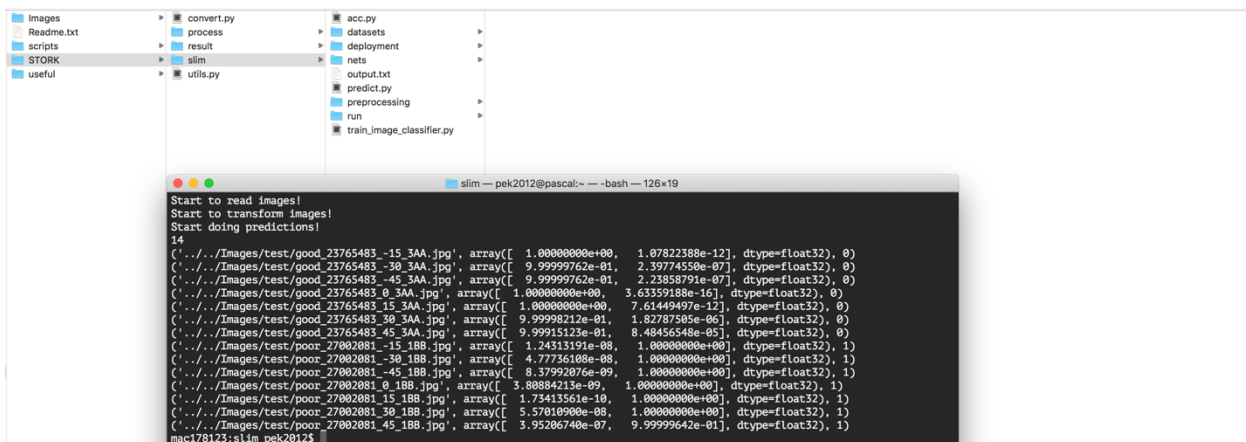 Images
Readme.txt
scripts
STORK
useful
convert.py
process
result
slim
utils.py
acc.py
datasets
deployment
nets
output.txt
predict.py
preprocessing
run
train_image_classifier.py
slim — pek2012@pascal:~ — -bash — 126×19
Start to read images!
Start to transform images!
Start doing predictions!
14
('../../Images/test/good_23765483_-15_3AA.jpg', array([ 1.00000000e+00, 1.07822388e-12], dtype=float32), 0)
('../../Images/test/good_23765483_-30_3AA.jpg', array([ 9.99999762e-01, 2.39774550e-07], dtype=float32), 0)
('../../Images/test/good_23765483_-45_3AA.jpg', array([ 9.99999762e-01, 2.23858791e-07], dtype=float32), 0)
('../../Images/test/good_23765483_0_3AA.jpg', array([ 1.00000000e+00, 3.63359188e-16], dtype=float32), 0)
('../../Images/test/good_23765483_15_3AA.jpg', array([ 1.00000000e+00, 7.61449497e-12], dtype=float32), 0)
('../../Images/test/good_23765483_30_3AA.jpg', array([ 9.99998212e-01, 1.82787505e-06], dtype=float32), 0)
('../../Images/test/good_23765483_45_3AA.jpg', array([ 9.99915123e-01, 8.48456548e-05], dtype=float32), 0)
('../../Images/test/poor_27002081_-15_1BB.jpg', array([ 1.24313191e-08, 1.00000000e+00], dtype=float32), 1)
('../../Images/test/poor_27002081_-30_1BB.jpg', array([ 4.77736108e-08, 1.00000000e+00], dtype=float32), 1)
('../../Images/test/poor_27002081_-45_1BB.jpg', array([ 8.37992076e-09, 1.00000000e+00], dtype=float32), 1)
('../../Images/test/poor_27002081_0_1BB.jpg', array([ 3.80884213e-09, 1.00000000e+00], dtype=float32), 1)
('../../Images/test/poor_27002081_15_1BB.jpg', array([ 1.73413561e-10, 1.00000000e+00], dtype=float32), 1)
('../../Images/test/poor_27002081_30_1BB.jpg', array([ 5.57010900e-08, 1.00000000e+00], dtype=float32), 1)
('../../Images/test/poor_27002081_45_1BB.jpg', array([ 3.95206740e-07, 9.99999642e-01], dtype=float32), 1)
mac178123:slim pek2012$